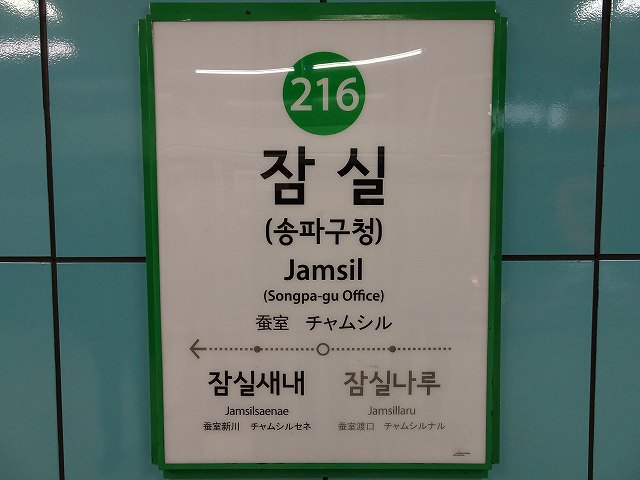 216
잠실
(송파구청)
Jamsil
(Songpa-gu Office)
蚕室 チャムシル
잠실새내 잠실나루
Jamsilsaenae Jamsillaru
蚕室新川 チャムシルセネ 蚕室渡口 チャムシルナル